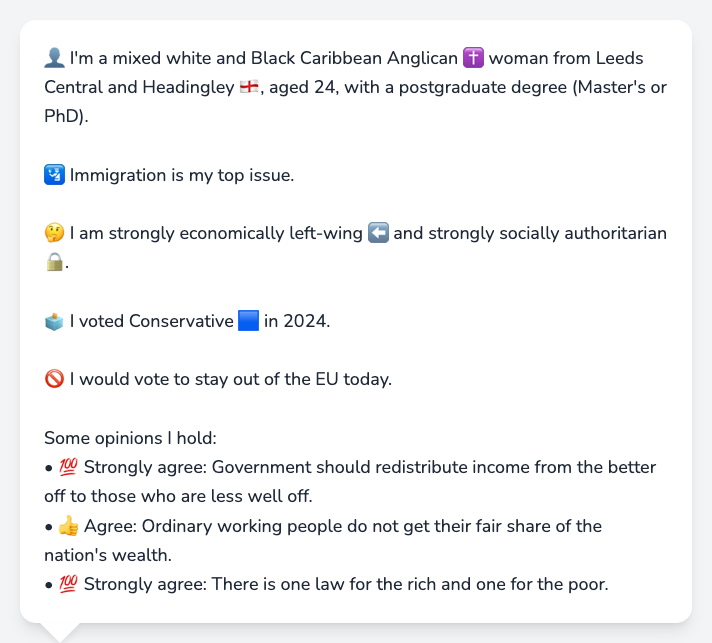 👤 I'm a mixed white and Black Caribbean Anglican ✝️ woman from Leeds
Central and Headingley 🏴󠁧󠁢󠁥󠁮󠁧󠁿, aged 24, with a postgraduate degree (Master's or
PhD).
🛂 Immigration is my top issue.
🤔 I am strongly economically left-wing ⬅️ and strongly socially authoritarian
🔒.
🗳️ I voted Conservative 🟦 in 2024.
🚫 I would vote to stay out of the EU today.
Some opinions I hold:
• 💯 Strongly agree: Government should redistribute income from the better
off to those who are less well off.
• 👍 Agree: Ordinary working people do not get their fair share of the
nation's wealth.
• 💯 Strongly agree: There is one law for the rich and one for the poor.